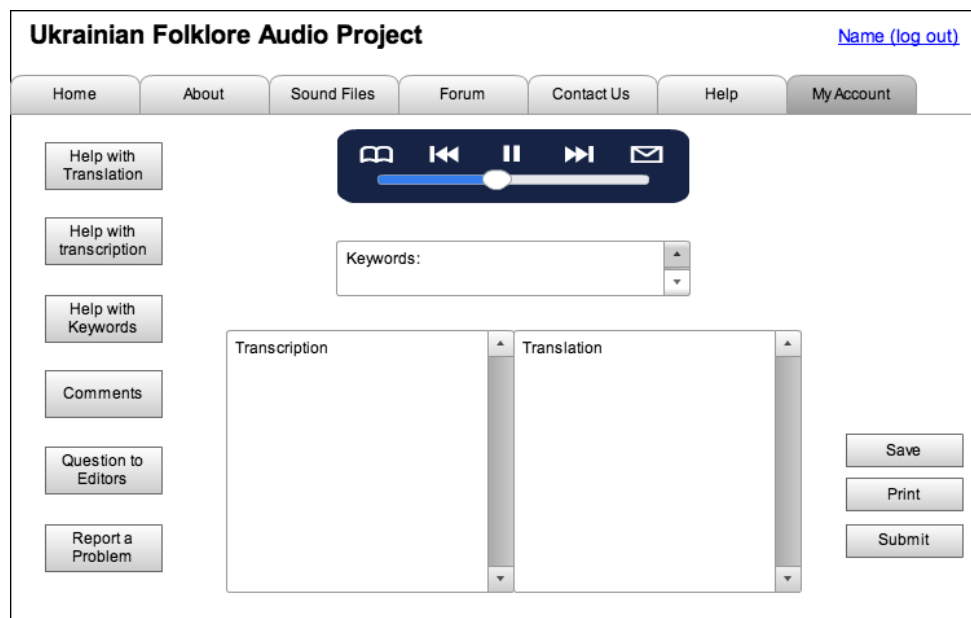 Ukrainian Folklore Audio Project
Name (log out)
Home
About
Sound Files
Forum
Contact Us
Help
My Account
Help with
Translation
Help with
transcription
Help with
Keywords
Comments
Question to
Editors
Report a
Problem
Keywords:
Transcription
Translation
Save
Print
Submit